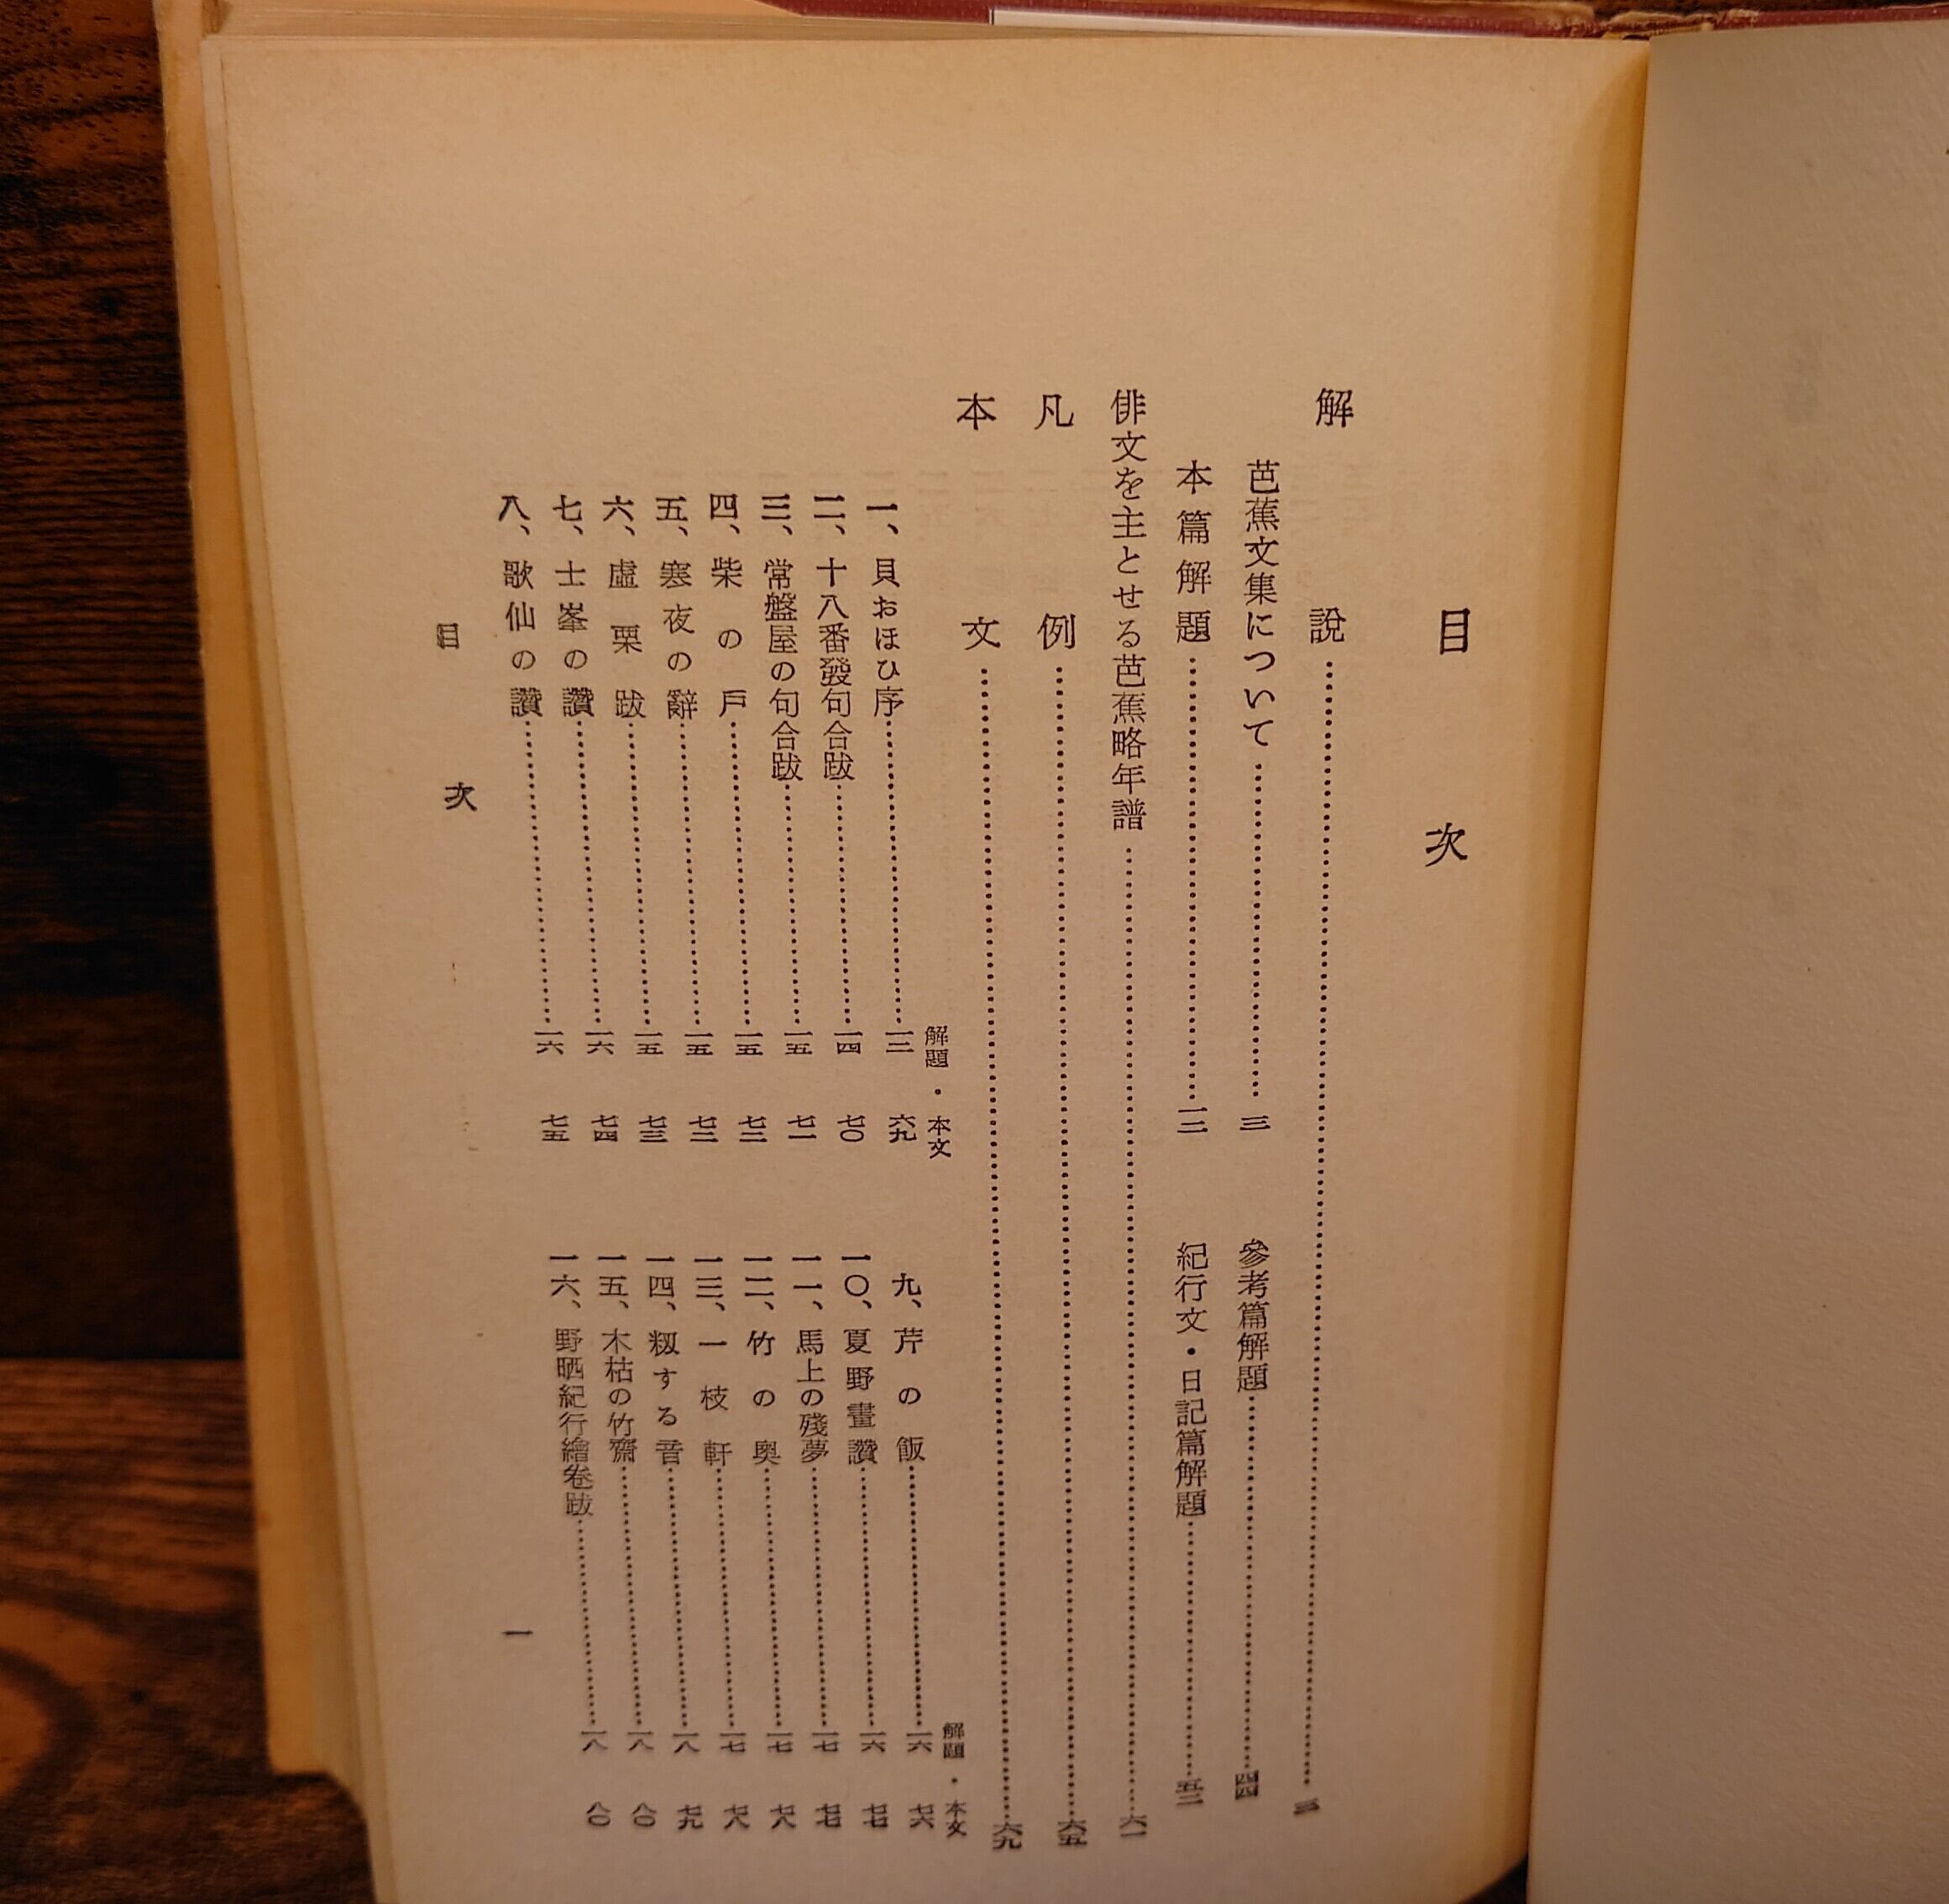 目次
解説……三
芭蕉文集について……三
参考篇解題……四四
本篇解題……一三
紀行文・日記篇解題……五二
俳文を主とせる芭蕉略年譜……六一
凡例……六五
本文……六九
解題・本文
一、貝おほひ序……一三 六九
二、十八番發句合跋……一四 七〇
三、常盤屋の句合跋……一五 七一
四、柴の戸……一五 七二
五、寒夜の辭……一五 七二
六、虛栗跋……一五 七三
七、士峯の讚……一六 七四
八、歌仙の讚……一六 七五
解題・本文
九、芹の飯……一六 七六
一〇、夏野畫讚……一六 七七
一一、馬上の殘夢……一七 七七
一二、竹の奥……一七 七八
一三、一枝軒……一七 七八
一四、籾する音……一八 七九
一五、木枯の竹齋……一八 八〇
一六、野晒紀行繪卷跋……一八 八〇
目次
一